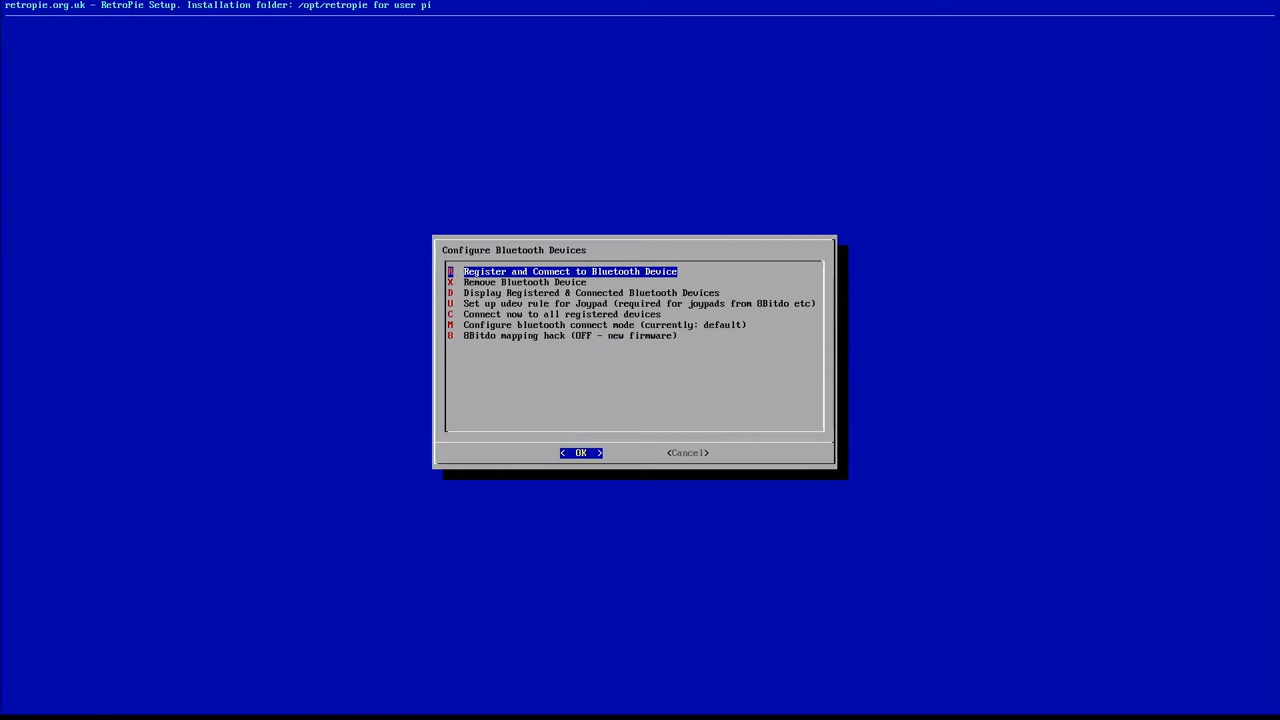 retropie.org.uk - RetroPie Setup. Installation folder: /opt/retropie for user pi
Configure Bluetooth Devices
R Register and Connect to Bluetooth Device
X Remove Bluetooth Device
D Display Registered & Connected Bluetooth Devices
U Set up udev rule for Joypad (required for joypads from 8Bitdo etc)
C Connect now to all registered devices
M Configure bluetooth connect mode (currently: default)
8 8Bitdo mapping hack (OFF - new firmware)
< OK > <Cancel>